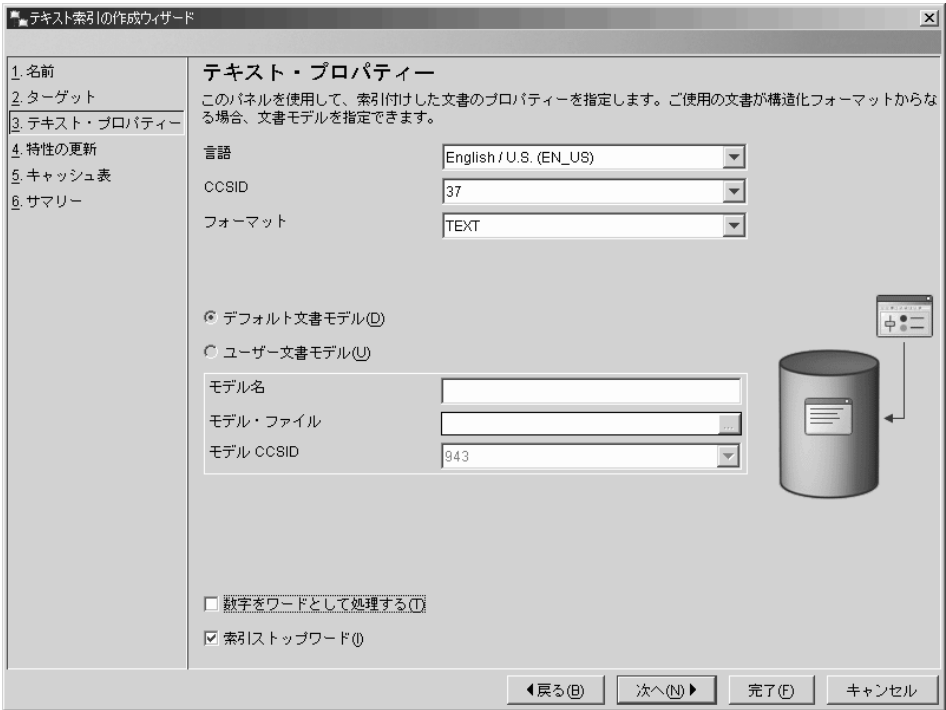 テキスト索引の作成ウィザード
1. 名前
2. ターゲット
3. テキスト・プロパティー
4. 特性の更新
5. キャッシュ表
6. サマリー
テキスト・プロパティー
このパネルを使用して、索引付けした文書のプロパティーを指定します。ご使用の文書が構造化フォーマットからな
る場合、文書モデルを指定できます。
言語
English / U.S. (EN_US)
CCSID
37
フォーマット
TEXT
デフォルト文書モデル(D)
ユーザー文書モデル(U)
モデル名
モデル・ファイル
...
モデル CCSID
943
数字をワードとして処理する(T)
索引ストップワード(I)
戻る(B)
次へ(N)
完了(F)
キャンセル